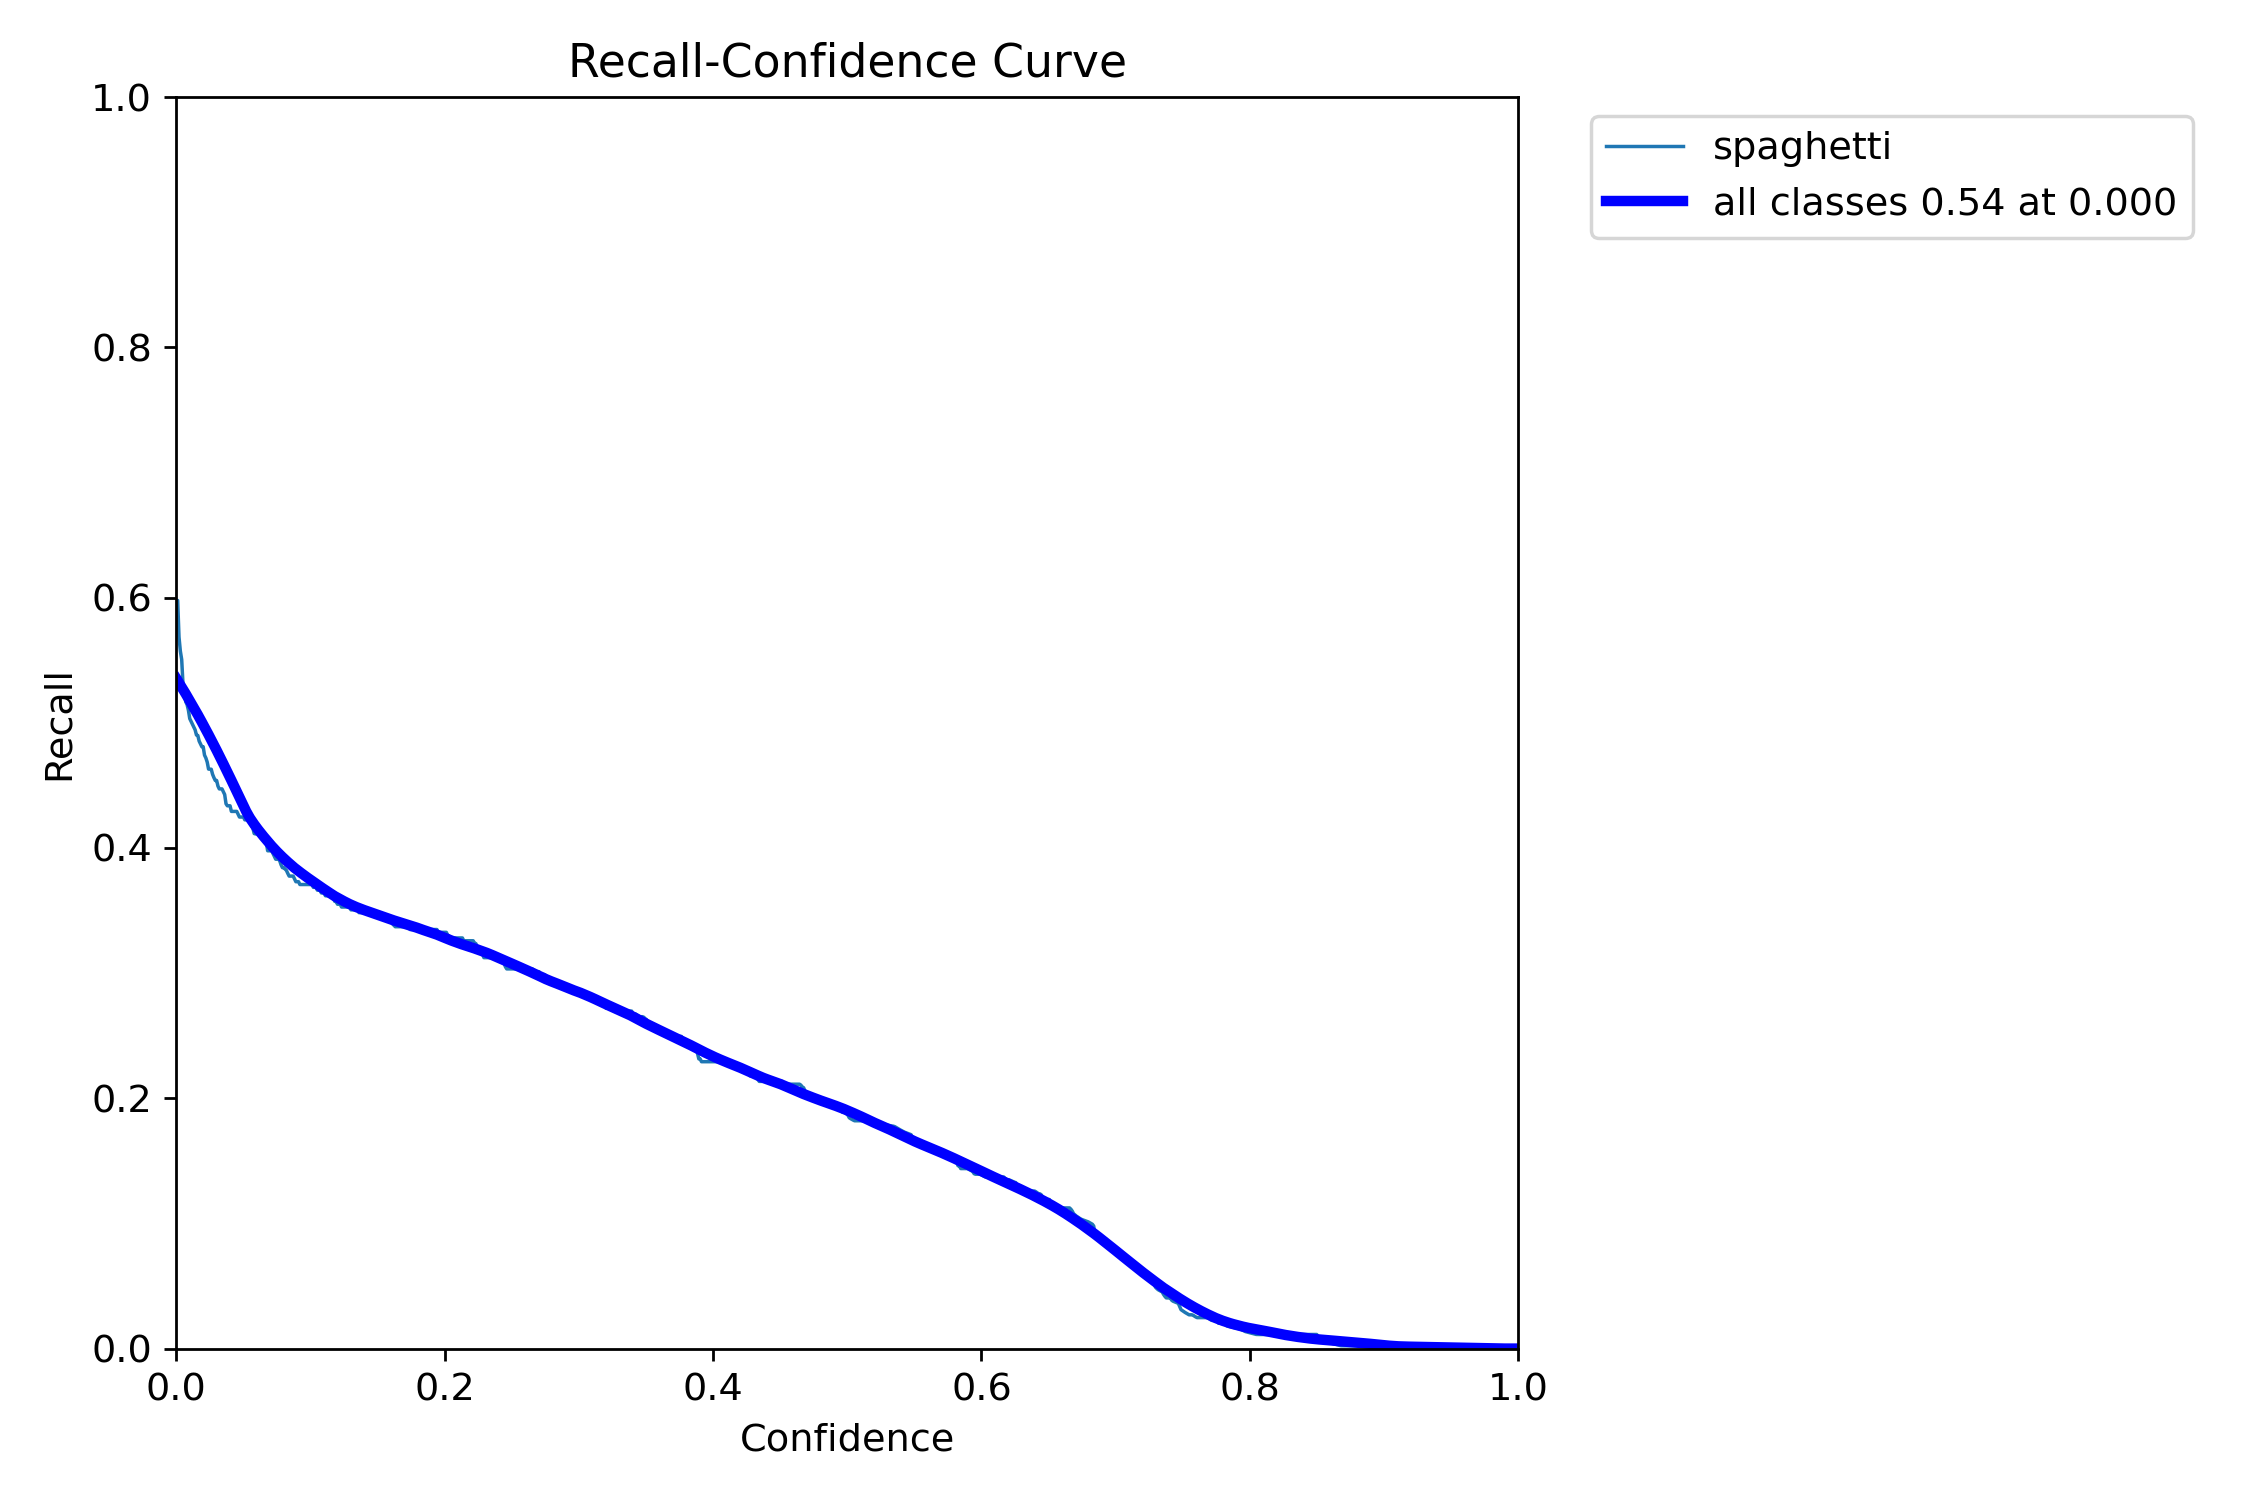 Recall-Confidence Curve
1.0
0.8
0.6
0.4
0.2
0.0
Recall
0.0 0.2 0.4 0.6 0.8 1.0
Confidence
spaghetti
all classes 0.54 at 0.000